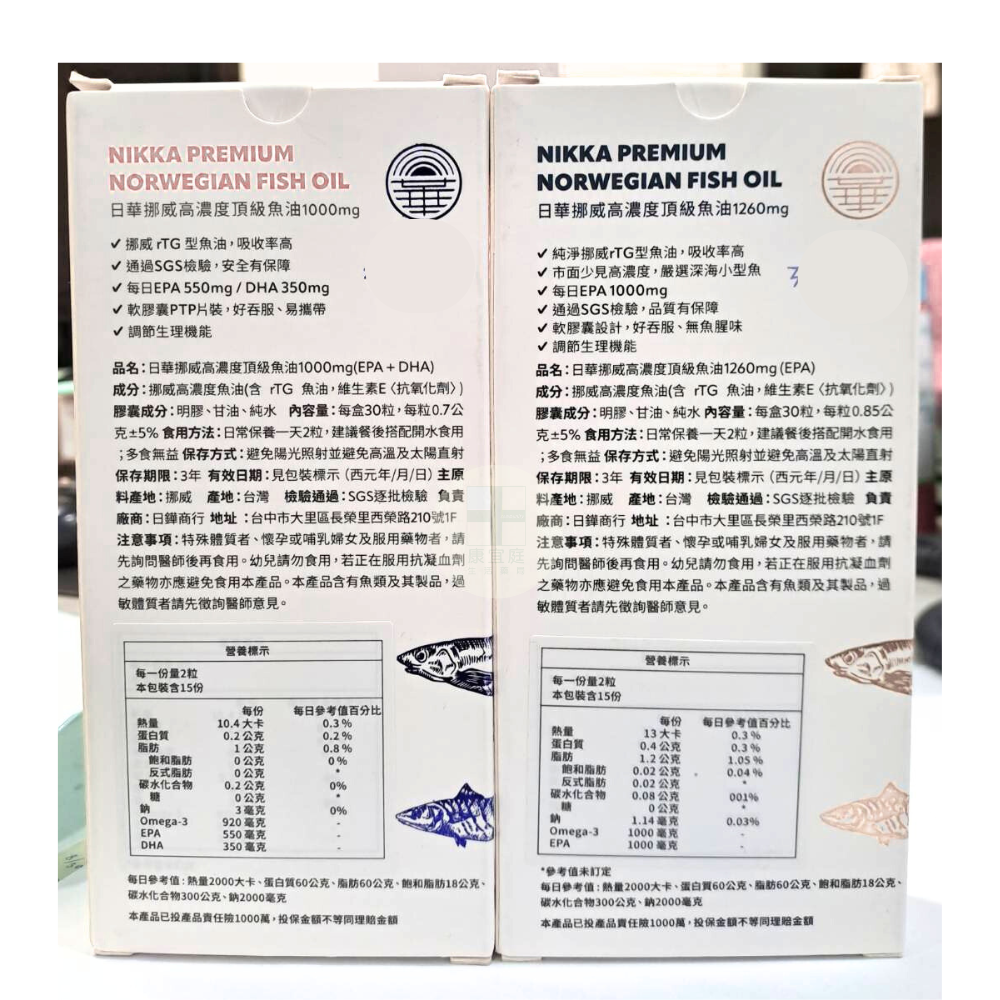 NIKKA PREMIUM
NORWEGIAN FISH OIL
日華挪威高濃度頂級魚油1000mg
✓ 挪威 rTG 型魚油，吸收率高
✓ 通過SGS檢驗，安全有保障
✓ 每日EPA 550mg / DHA 350mg
✓ 軟膠囊PTP片裝，好吞服、易攜帶
✓ 調節生理機能
品名：日華挪威高濃度頂級魚油1000mg(EPA + DHA)
成分：挪威高濃度魚油(含 rTG 魚油，維生素E〈抗氧化劑〉)
膠囊成分：明膠、甘油、純水 內容量：每盒30粒，每粒0.7公
克±5% 食用方法：日常保養一天2粒，建議餐後搭配開水食用
；多食無益 保存方式：避免陽光照射並避免高溫及太陽直射
保存期限：3年 有效日期：見包裝標示 (西元年/月/日) 主原
料產地：挪威 產地：台灣 檢驗通過：SGS逐批檢驗 負責
廠商：日鏵商行 地址 ：台中市大里區長榮里西榮路210號1F
注意事項：特殊體質者、懷孕或哺乳婦女及服用藥物者，請
先詢問醫師後再食用。幼兒請勿食用，若正在服用抗凝血劑
之藥物亦應避免食用本產品。本產品含有魚類及其製品，過
敏體質者請先徵詢醫師意見。
營養標示
每一份量2粒
本包裝含15份
每份 每日參考值百分比
熱量 10.4 大卡 0.3 %
蛋白質 0.2 公克 0.2 %
脂肪 1 公克 0.8 %
飽和脂肪 0 公克 0 %
反式脂肪 0 公克 *
碳水化合物 0.2 公克 0%
糖 0 公克 *
鈉 3 毫克 0%
Omega-3 920 毫克 -
EPA 550 毫克 -
DHA 350 毫克 -
每日參考值：熱量2000大卡、蛋白質60公克、脂肪60公克、飽和脂肪18公克、
碳水化合物300公克、鈉2000毫克
本產品已投產品責任險1000萬，投保金額不等同理賠金額
NIKKA PREMIUM
NORWEGIAN FISH OIL
日華挪威高濃度頂級魚油1260mg
✓ 純淨挪威rTG型魚油，吸收率高
✓ 市面少見高濃度，嚴選深海小型魚
✓ 每日EPA 1000mg
✓ 通過SGS檢驗，品質有保障
✓ 軟膠囊設計，好吞服、無魚腥味
✓ 調節生理機能
品名：日華挪威高濃度頂級魚油1260mg (EPA)
成分：挪威高濃度魚油(含 rTG 魚油，維生素E〈抗氧化劑〉)
膠囊成分：明膠、甘油、純水 內容量：每盒30粒，每粒0.85公
克±5% 食用方法：日常保養一天2粒，建議餐後搭配開水食用
；多食無益 保存方式：避免陽光照射並避免高溫及太陽直射
保存期限：3年 有效日期：見包裝標示 (西元年/月/日) 主原
料產地：挪威 產地：台灣 檢驗通過：SGS逐批檢驗 負責
廠商：日鏵商行 地址 ：台中市大里區長榮里西榮路210號1F
注意事項：特殊體質者、懷孕或哺乳婦女及服用藥物者，請
先詢問醫師後再食用。幼兒請勿食用，若正在服用抗凝血劑
之藥物亦應避免食用本產品。本產品含有魚類及其製品，過
敏體質者請先徵詢醫師意見。
營養標示
每一份量2粒
本包裝含15份
每份 每日參考值百分比
熱量 13 大卡 0.3 %
蛋白質 0.4 公克 0.3 %
脂肪 1.2 公克 1.05 %
飽和脂肪 0.02 公克 0.04 %
反式脂肪 0.02 公克 *
碳水化合物 0.08 公克 001%
糖 0 公克 *
鈉 1.14 毫克 0.03%
Omega-3 1000 毫克 -
EPA 1000 毫克 -
*參考值未訂定
每日參考值：熱量2000大卡、蛋白質60公克、脂肪60公克、飽和脂肪18公克、
碳水化合物300公克、鈉2000毫克
本產品已投產品責任險1000萬，投保金額不等同理賠金額
康宜庭